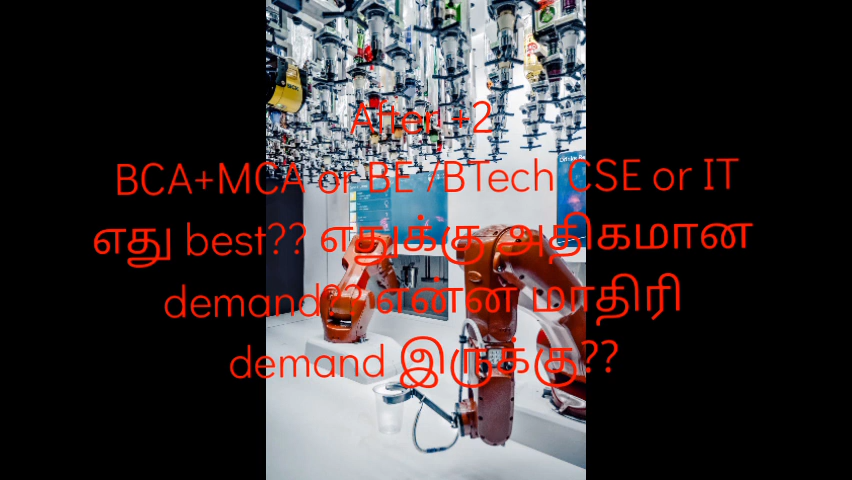 After +2
BCA+MCA or BE /BTech CSE or IT
எது best?? எதுக்கு அதிகமான
demand?? என்ன மாதிரி
demand இருக்கு??